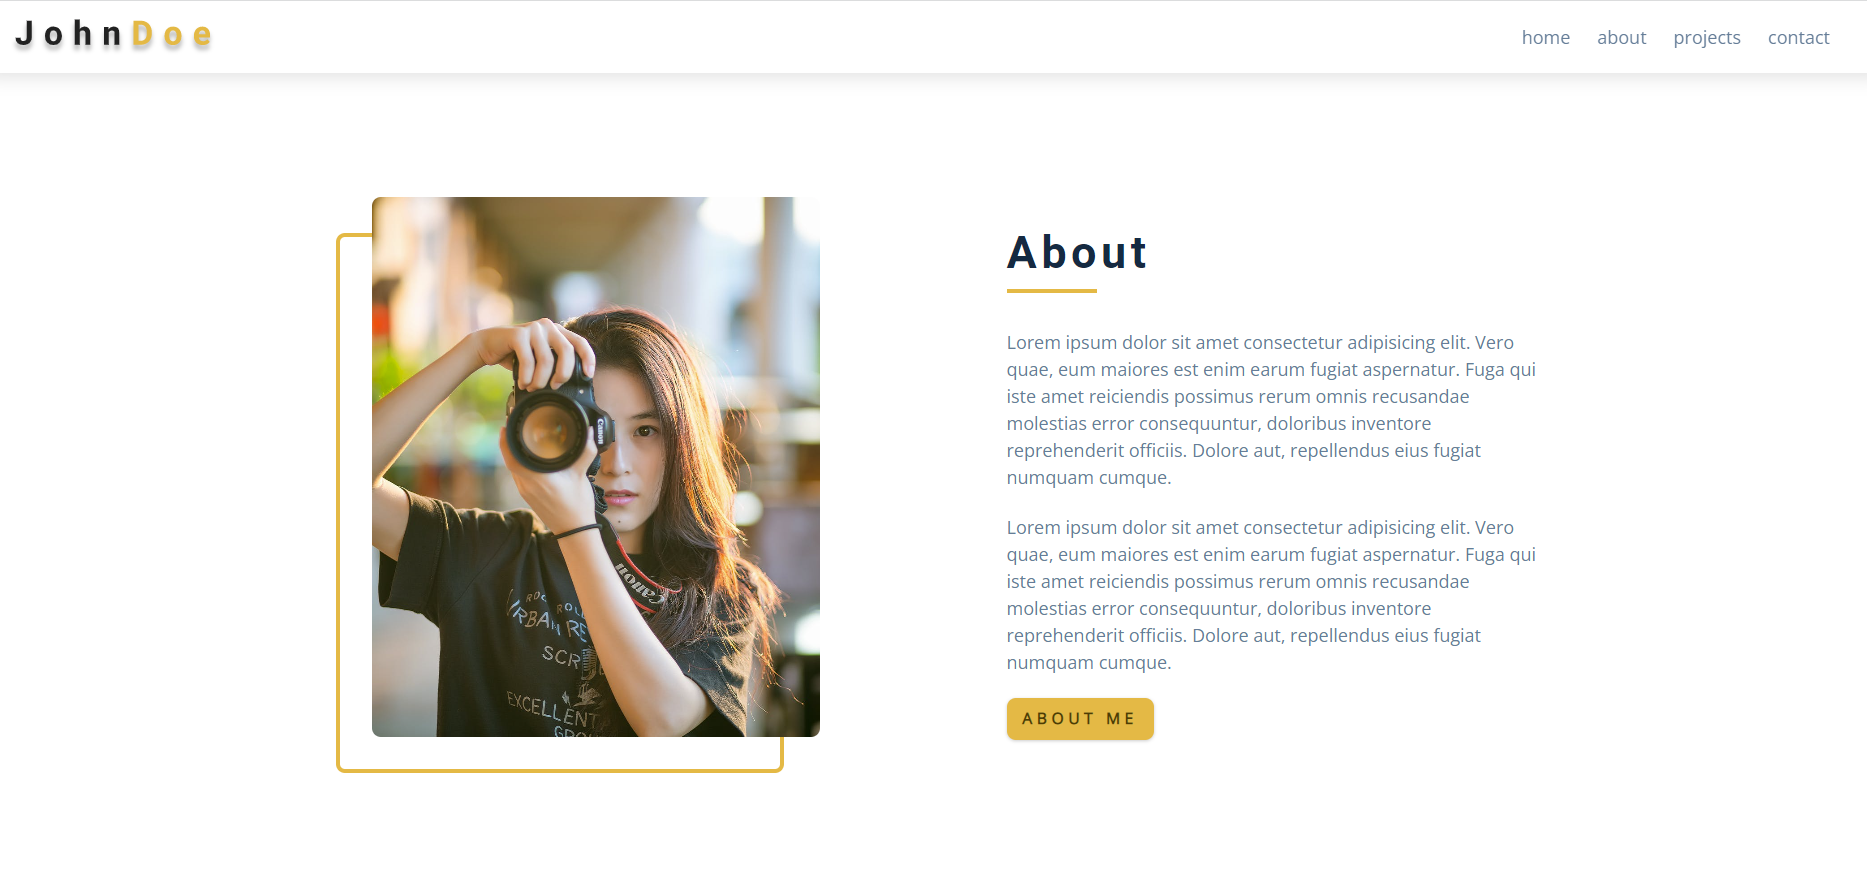 JohnDoe
home about projects contact
About
Lorem ipsum dolor sit amet consectetur adipisicing elit. Vero
quae, eum maiores est enim earum fugiat aspernatur. Fuga qui
iste amet reiciendis possimus rerum omnis recusandae
molestias error consequuntur, doloribus inventore
reprehenderit officiis. Dolore aut, repellendus eius fugiat
numquam cumque.
Lorem ipsum dolor sit amet consectetur adipisicing elit. Vero
quae, eum maiores est enim earum fugiat aspernatur. Fuga qui
iste amet reiciendis possimus rerum omnis recusandae
molestias error consequuntur, doloribus inventore
reprehenderit officiis. Dolore aut, repellendus eius fugiat
numquam cumque.
ABOUT ME
Canon
Canon
EXCELLENT